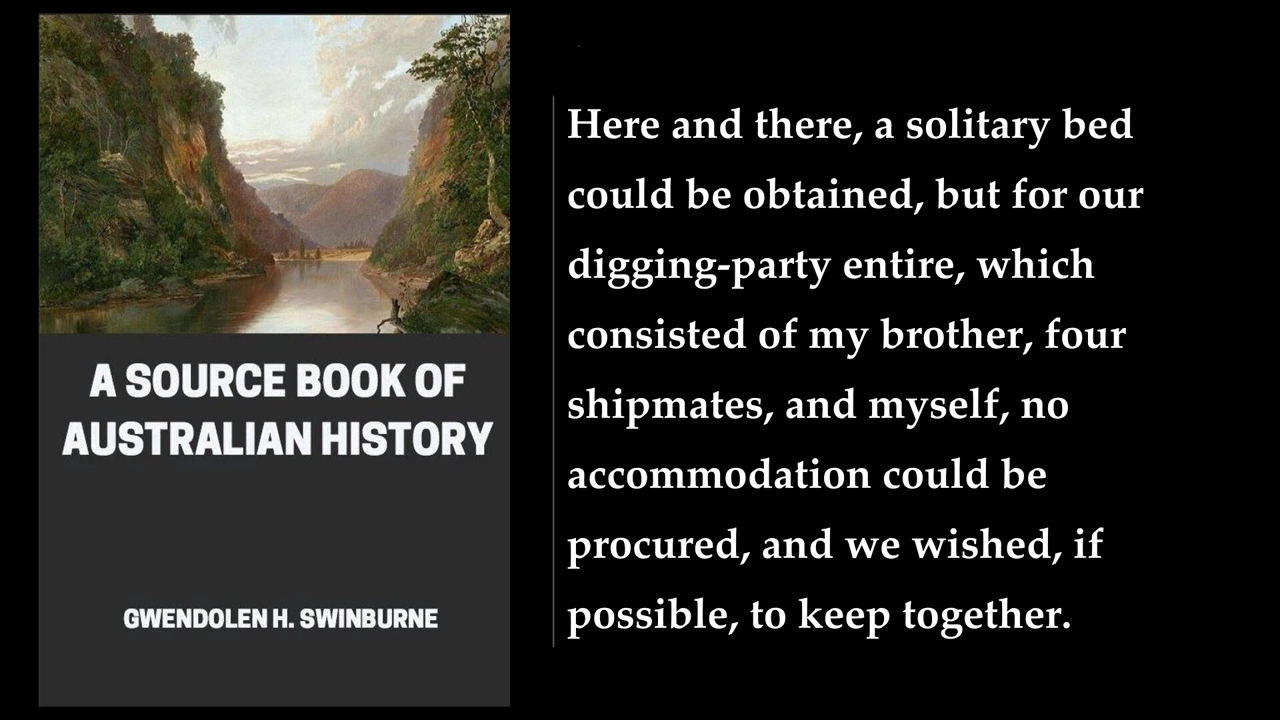 A SOURCE BOOK OF
AUSTRALIAN HISTORY
GWENDOLEN H. SWINBURNE
Here and there, a solitary bed
could be obtained, but for our
digging-party entire, which
consisted of my brother, four
shipmates, and myself, no
accommodation could be
procured, and we wished, if
possible, to keep together.